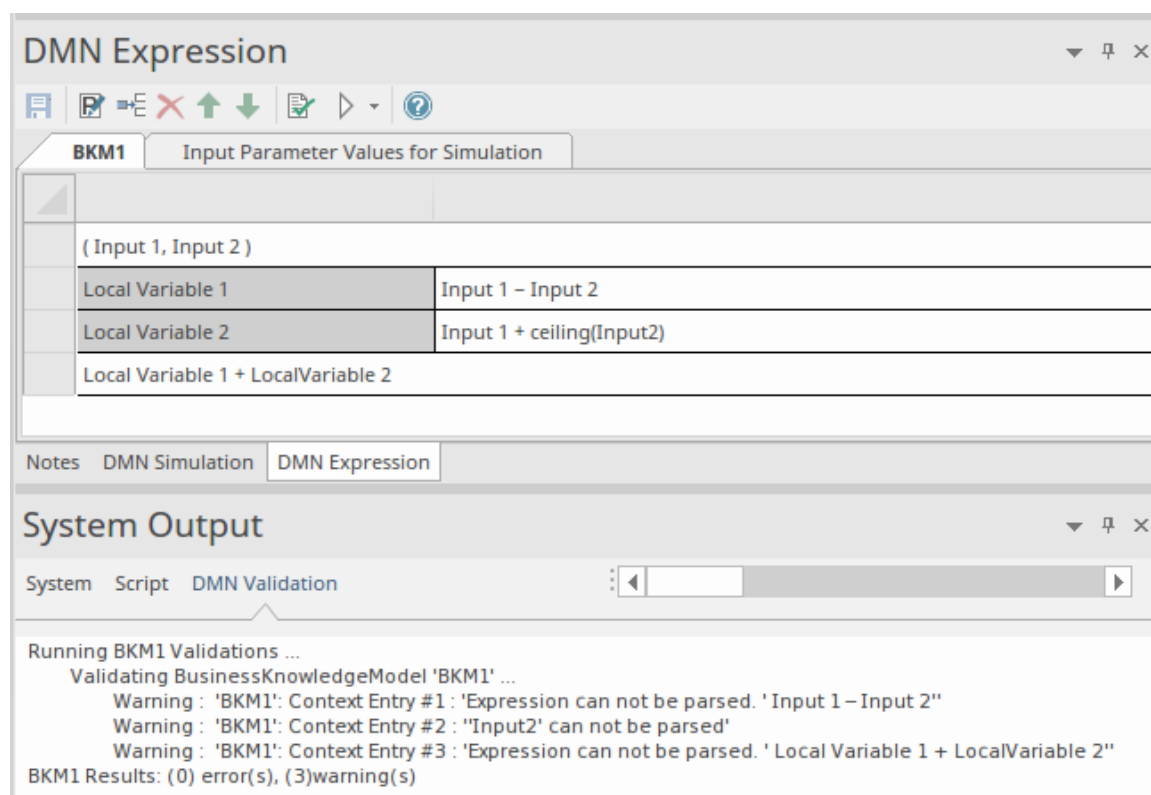 DMN Expression
BKM1 Input Parameter Values for Simulation
( Input 1, Input 2 )
Local Variable 1 Input 1 – Input 2
Local Variable 2 Input 1 + ceiling(Input2)
Local Variable 1 + LocalVariable 2
Notes DMN Simulation DMN Expression
System Output
System Script DMN Validation
Running BKM1 Validations ...
Validating BusinessKnowledgeModel 'BKM1' ...
Warning : 'BKM1': Context Entry #1 : 'Expression can not be parsed. ' Input 1 – Input 2''
Warning : 'BKM1': Context Entry #2 : ''Input2' can not be parsed'
Warning : 'BKM1': Context Entry #3 : 'Expression can not be parsed. ' Local Variable 1 + LocalVariable 2''
BKM1 Results: (0) error(s), (3)warning(s)